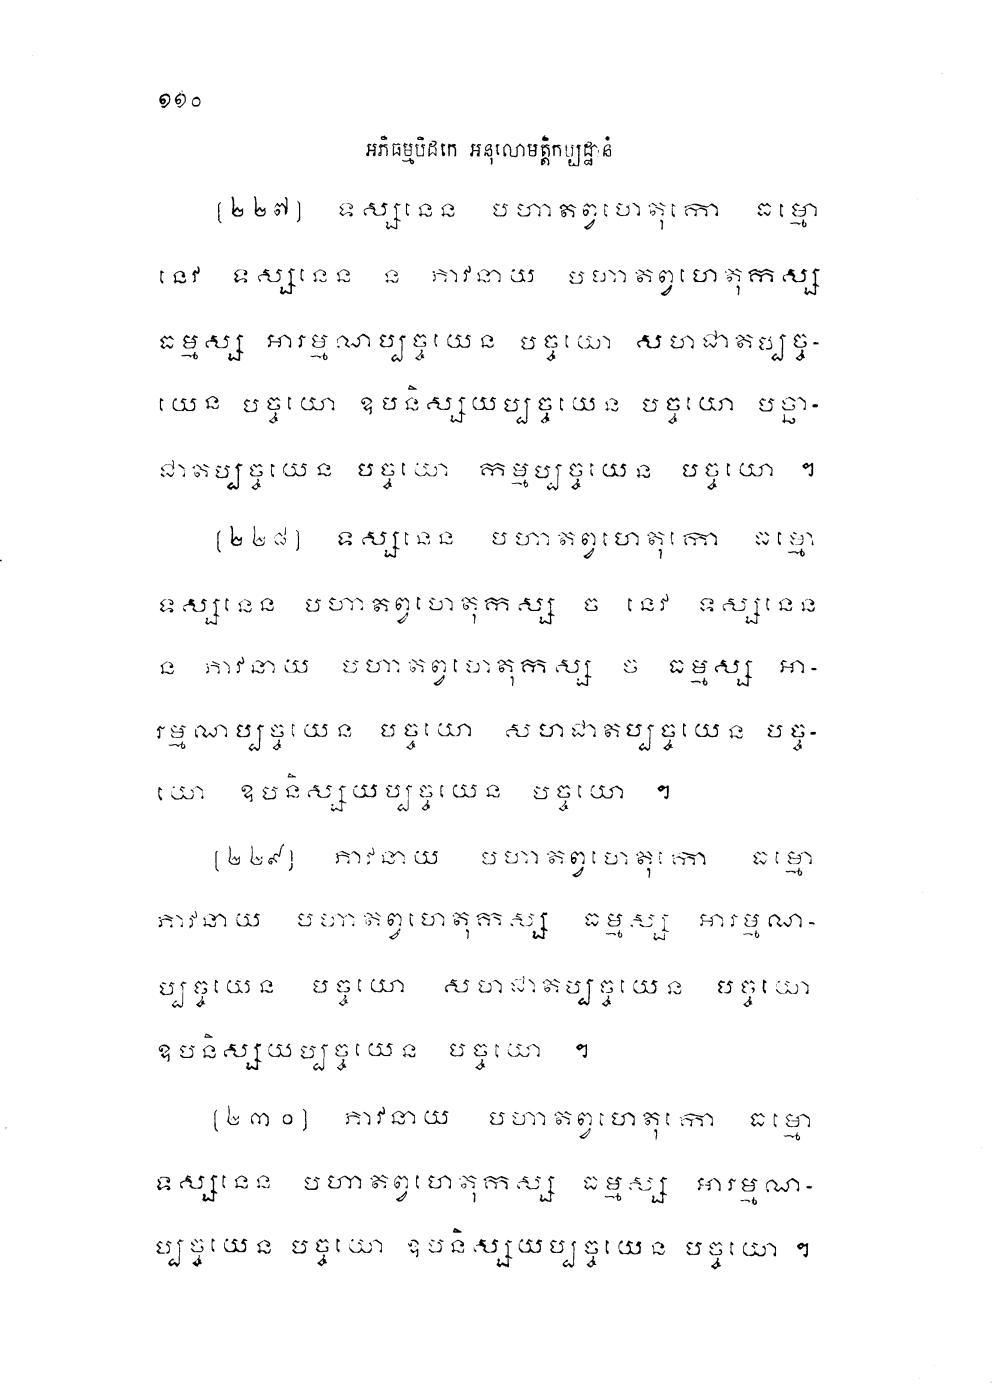 ១១០
អភិធម្មបិដកេ អនុលោមត្តិកប្បដ្ឋានំ
(២២៧) ទស្សនេន បហាតព្វហេតុកោ ធម្មោ
នេវ ទស្សនេន ន ភាវនាយ បហាតព្វហេតុកស្ស
ធម្មស្ស អារម្មណប្បច្ចយេន បច្ចយោ សហជាតប្បច្ច-
យេន បច្ចយោ ឧបនិស្សយប្បច្ចយេន បច្ចយោ បច្ឆា-
ជាតប្បច្ចយេន បច្ចយោ កម្មប្បច្ចយេន បច្ចយោ ៗ
(២២៨) ទស្សនេន បហាតព្វហេតុកោ ធម្មោ
ទស្សនេន បហាតព្វហេតុកស្ស ច នេវ ទស្សនេន
ន ភាវនាយ បហាតព្វហេតុកស្ស ច ធម្មស្ស អា-
រម្មណប្បច្ចយេន បច្ចយោ សហជាតប្បច្ចយេន បច្ច-
យោ ឧបនិស្សយប្បច្ចយេន បច្ចយោ ៗ
(២២៩) ភាវនាយ បហាតព្វហេតុកោ ធម្មោ
ភាវនាយ បហាតព្វហេតុកស្ស ធម្មស្ស អារម្មណ-
ប្បច្ចយេន បច្ចយោ សហជាតប្បច្ចយេន បច្ចយោ
ឧបនិស្សយប្បច្ចយេន បច្ចយោ ៗ
(២៣០) ភាវនាយ បហាតព្វហេតុកោ ធម្មោ
ទស្សនេន បហាតព្វហេតុកស្ស ធម្មស្ស អារម្មណ-
ប្បច្ចយេន បច្ចយោ ឧបនិស្សយប្បច្ចយេន បច្ចយោ ៗ